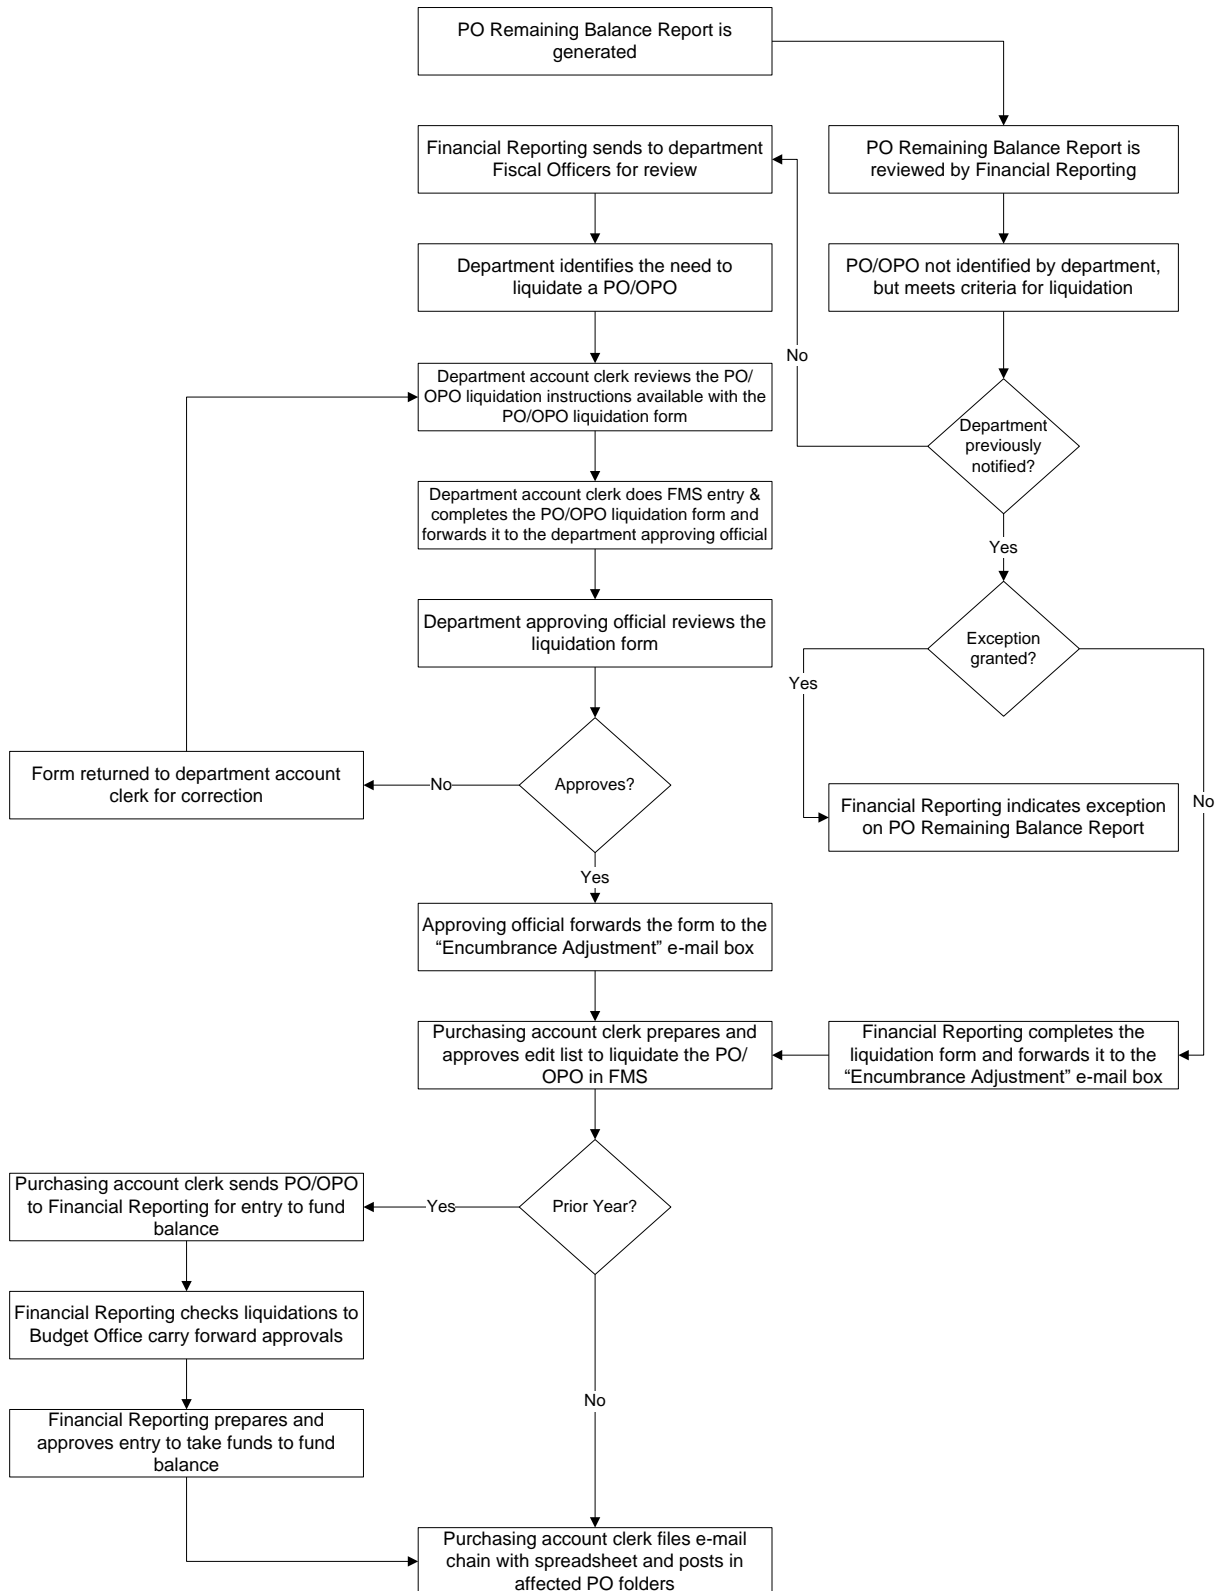 PO Remaining Balance Report is
generated
Financial Reporting sends to department
Fiscal Officers for review
PO Remaining Balance Report is
reviewed by Financial Reporting
Department identifies the need to
liquidate a PO/OPO
PO/OPO not identified by department,
but meets criteria for liquidation
No
Department account clerk reviews the PO/
OPO liquidation instructions available with the
PO/OPO liquidation form
Department
previously
notified?
Department account clerk does FMS entry &
completes the PO/OPO liquidation form and
forwards it to the department approving official
Yes
Department approving official reviews the
liquidation form
Exception
granted?
Yes
No
Form returned to department account
clerk for correction
No
Approves?
Financial Reporting indicates exception
on PO Remaining Balance Report
Yes
Approving official forwards the form to the
“Encumbrance Adjustment” e-mail box
Purchasing account clerk prepares and
approves edit list to liquidate the PO/
OPO in FMS
Financial Reporting completes the
liquidation form and forwards it to the
“Encumbrance Adjustment” e-mail box
Purchasing account clerk sends PO/OPO
to Financial Reporting for entry to fund
balance
Yes
Prior Year?
Financial Reporting checks liquidations to
Budget Office carry forward approvals
No
Financial Reporting prepares and
approves entry to take funds to fund
balance
Purchasing account clerk files e-mail
chain with spreadsheet and posts in
affected PO folders